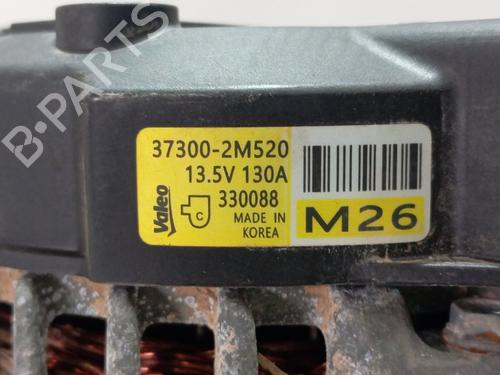 37300-2M520
13.5V 130A
330088
Valeo
C
MADE IN
KOREA
M26
B-PARTS